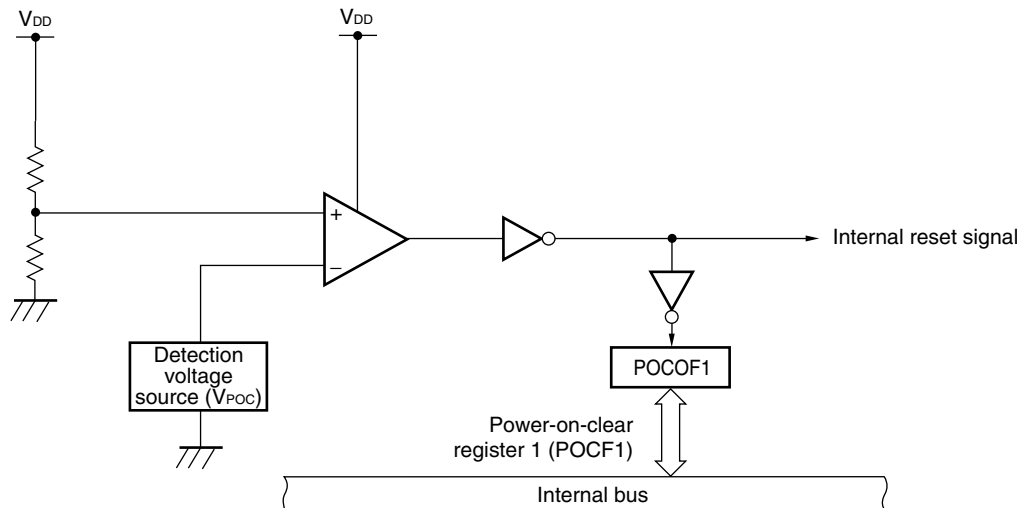 VDD
VDD
+
−
Internal reset signal
Detection
voltage
source (VPOC)
POCOF1
Power-on-clear
register 1 (POCF1)
Internal bus